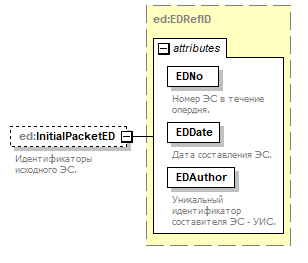 ed:EDRefID
attributes
EDNo
Номер ЭС в течение
опердня.
ed:InitialPacketED
Идентификаторы
исходного ЭС.
EDDate
Дата составления ЭС.
EDAuthor
Уникальный
идентификатор
составителя ЭС - УИС.